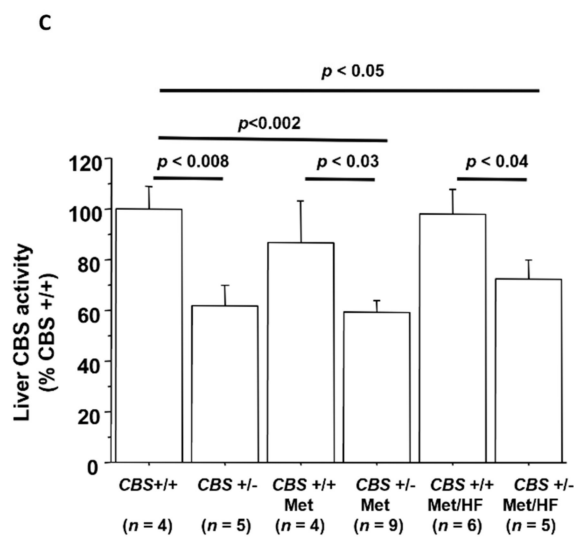 C
p < 0.05
p<0.002
p < 0.008
p < 0.03
p < 0.04
Liver CBS activity
(% CBS +/+)
120
100
80
60
40
20
0
CBS+/+
(n = 4)
CBS +/-
(n = 5)
CBS +/+
Met
(n = 4)
CBS +/-
Met
(n = 9)
CBS +/+
Met/HF
(n = 6)
CBS +/-
Met/HF
(n = 5)